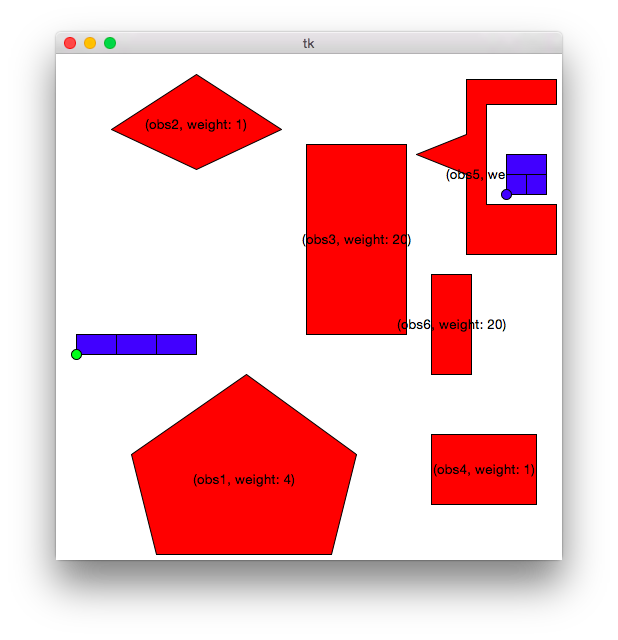 tk
(obs2, weight: 1)
(obs5, we
(obs3, weight: 20)
(obs6, weight: 20)
(obs4, weight: 1)
(obs1, weight: 4)